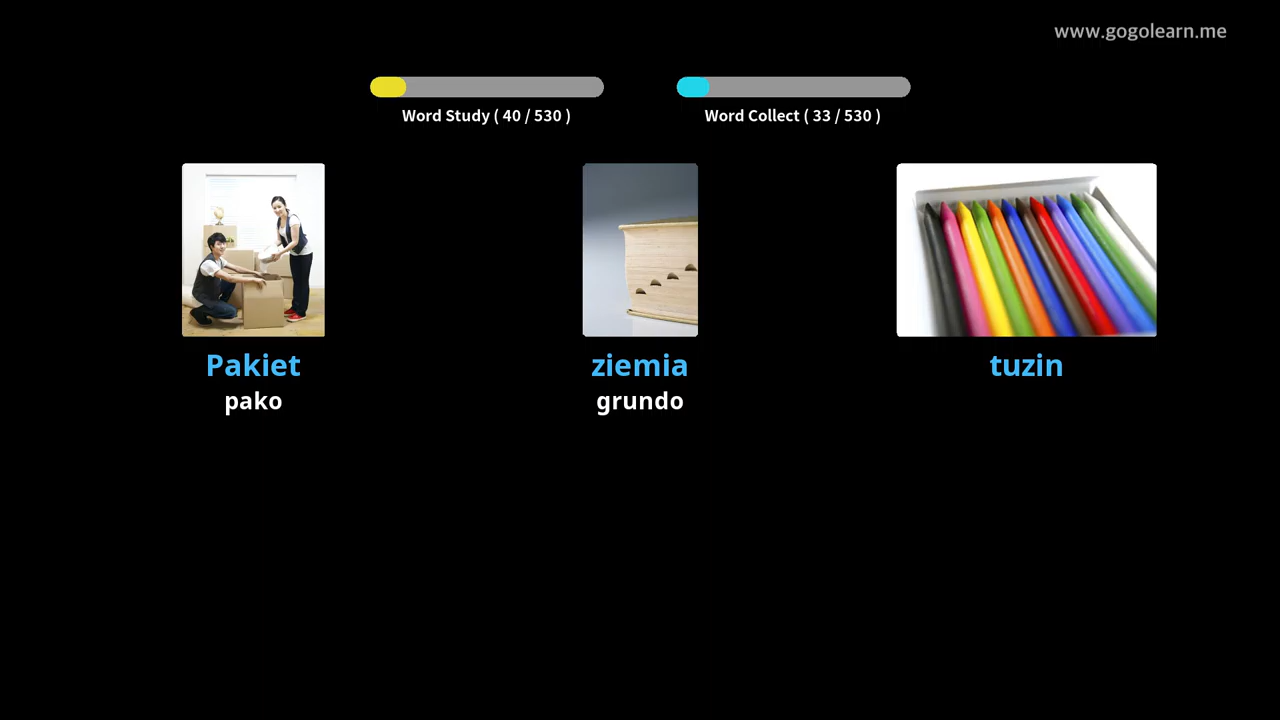 www.gogolearn.me
Word Study ( 40 / 530 )
Word Collect ( 33 / 530 )
Pakiet
pako
ziemia
grundo
tuzin